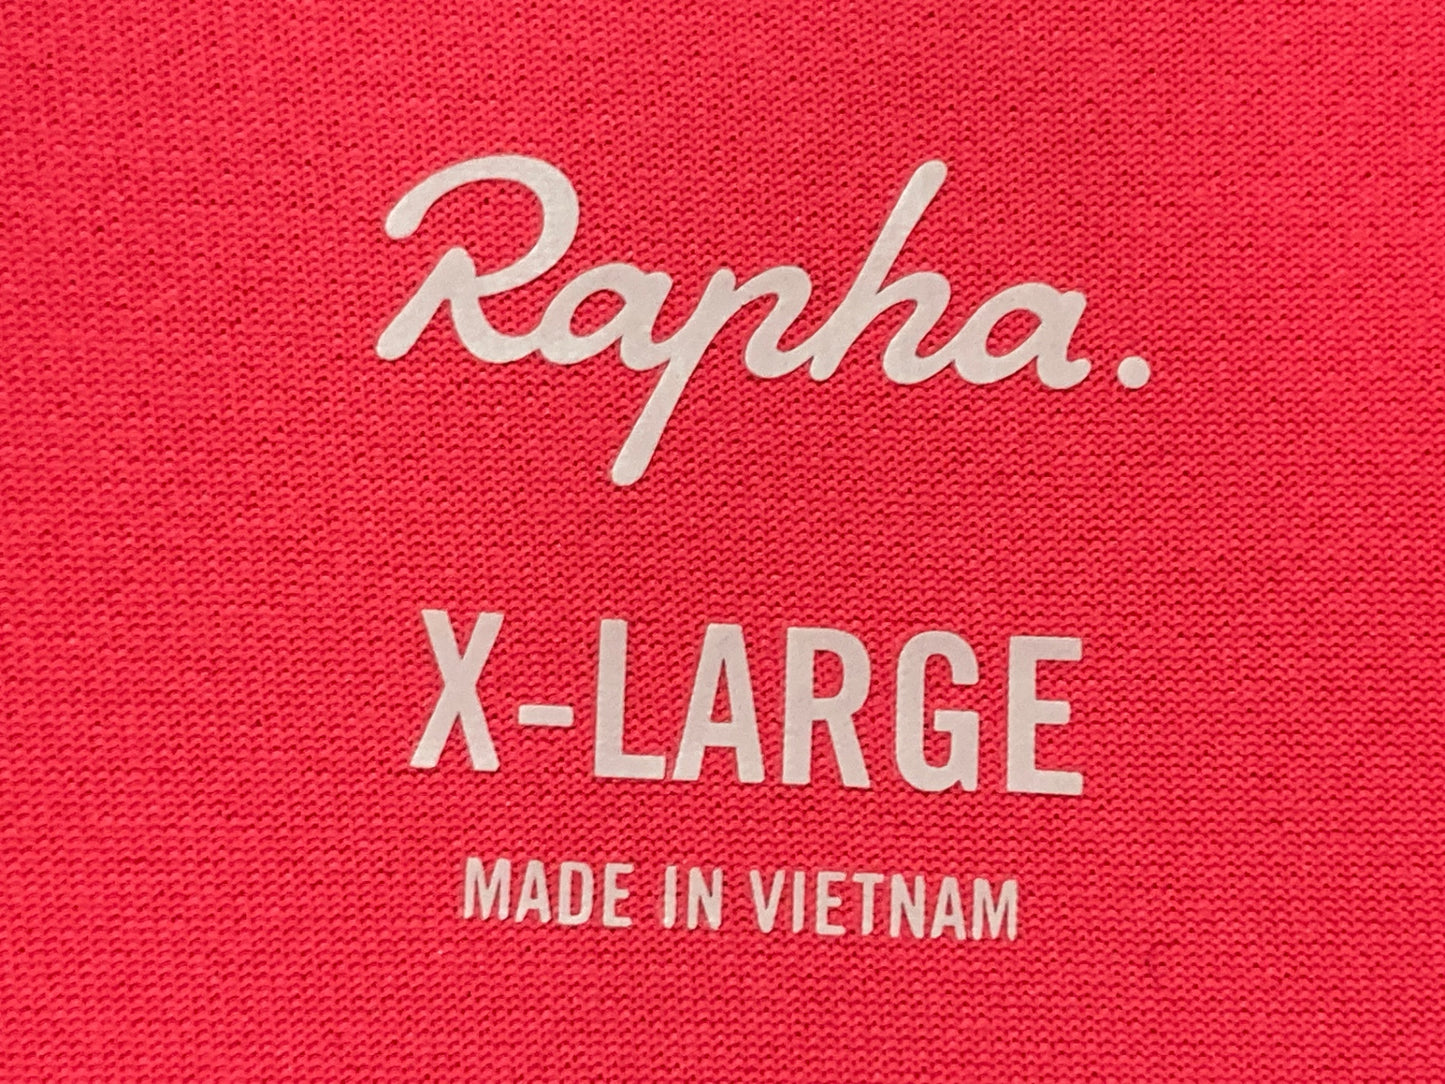 Rapha.
X-LARGE
MADE IN VIETNAM